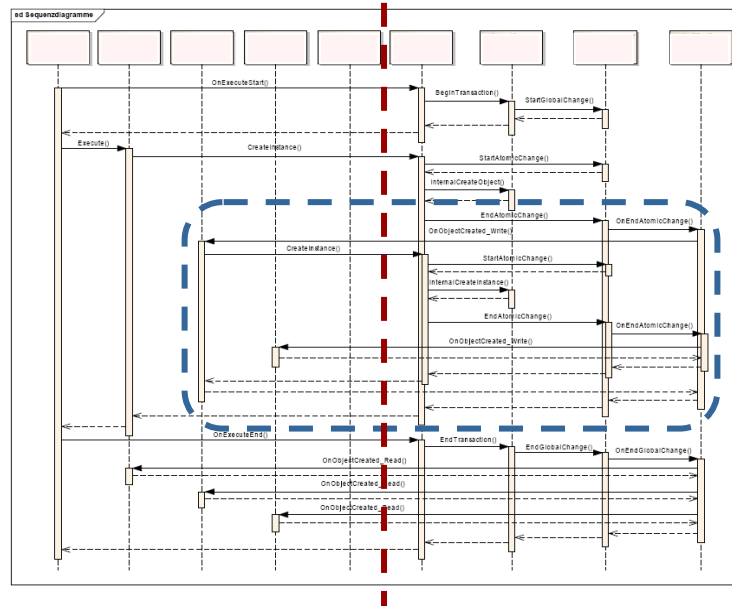 sd Sequenzdiagramme
OnExecuteStart()
BeginTransaction()
StartGlobalChange()
Execute()
CreateInstance()
StartAtomicChange()
InternalCreateObject()
EndAtomicChange()
OnEndAtomicChange()
OnObjectCreated_Write()
CreateInstance()
StartAtomicChange()
InternalCreateInstance()
EndAtomicChange()
OnEndAtomicChange()
OnObjectCreated_Write()
OnExecuteEnd()
EndTransaction()
EndGlobalChange()
OnEndGlobalChange()
OnObjectCreated_Read()
OnObjectCreated_Read()
OnObjectCreated_Read()